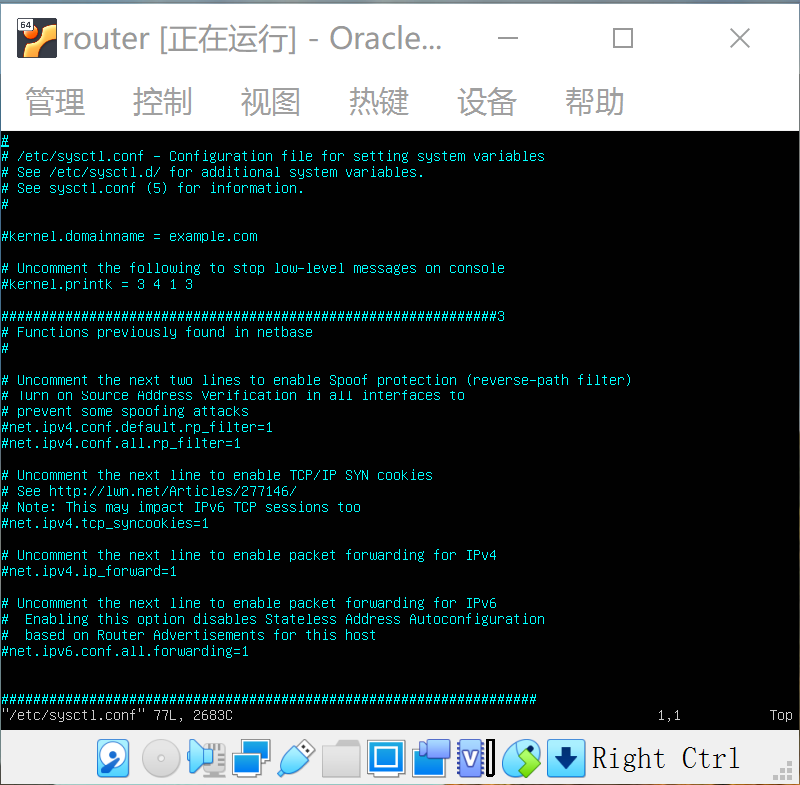 64
router [正在运行] - Oracle...
管理 控制 视图 热键 设备 帮助
#
# /etc/sysctl.conf - Configuration file for setting system variables
# See /etc/sysctl.d/ for additional system variables.
# See sysctl.conf (5) for information.
#
#kernel.domainname = example.com
# Uncomment the following to stop low-level messages on console
#kernel.printk = 3 4 1 3
##############################################################3
# Functions previously found in netbase
#
# Uncomment the next two lines to enable Spoof protection (reverse-path filter)
# Turn on Source Address Verification in all interfaces to
# prevent some spoofing attacks
#net.ipv4.conf.default.rp_filter=1
#net.ipv4.conf.all.rp_filter=1
# Uncomment the next line to enable TCP/IP SYN cookies
# See http://lwn.net/Articles/277146/
# Note: This may impact IPv6 TCP sessions too
#net.ipv4.tcp_syncookies=1
# Uncomment the next line to enable packet forwarding for IPv4
#net.ipv4.ip_forward=1
# Uncomment the next line to enable packet forwarding for IPv6
#  Enabling this option disables Stateless Address Autoconfiguration
#  based on Router Advertisements for this host
#net.ipv6.conf.all.forwarding=1
###################################################################
"/etc/sysctl.conf" 77L, 2683C 1,1 Top
V Right Ctrl